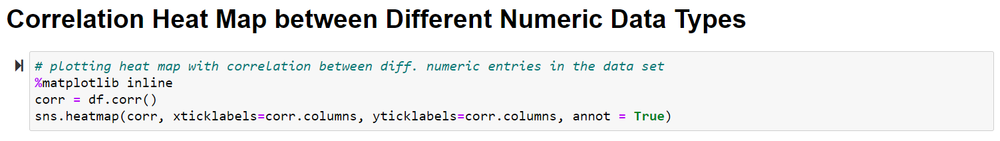 Correlation Heat Map between Different Numeric Data Types
# plotting heat map with correlation between diff. numeric entries in the data set
%matplotlib inline
corr = df.corr()
sns.heatmap(corr, xticklabels=corr.columns, yticklabels=corr.columns, annot = True)